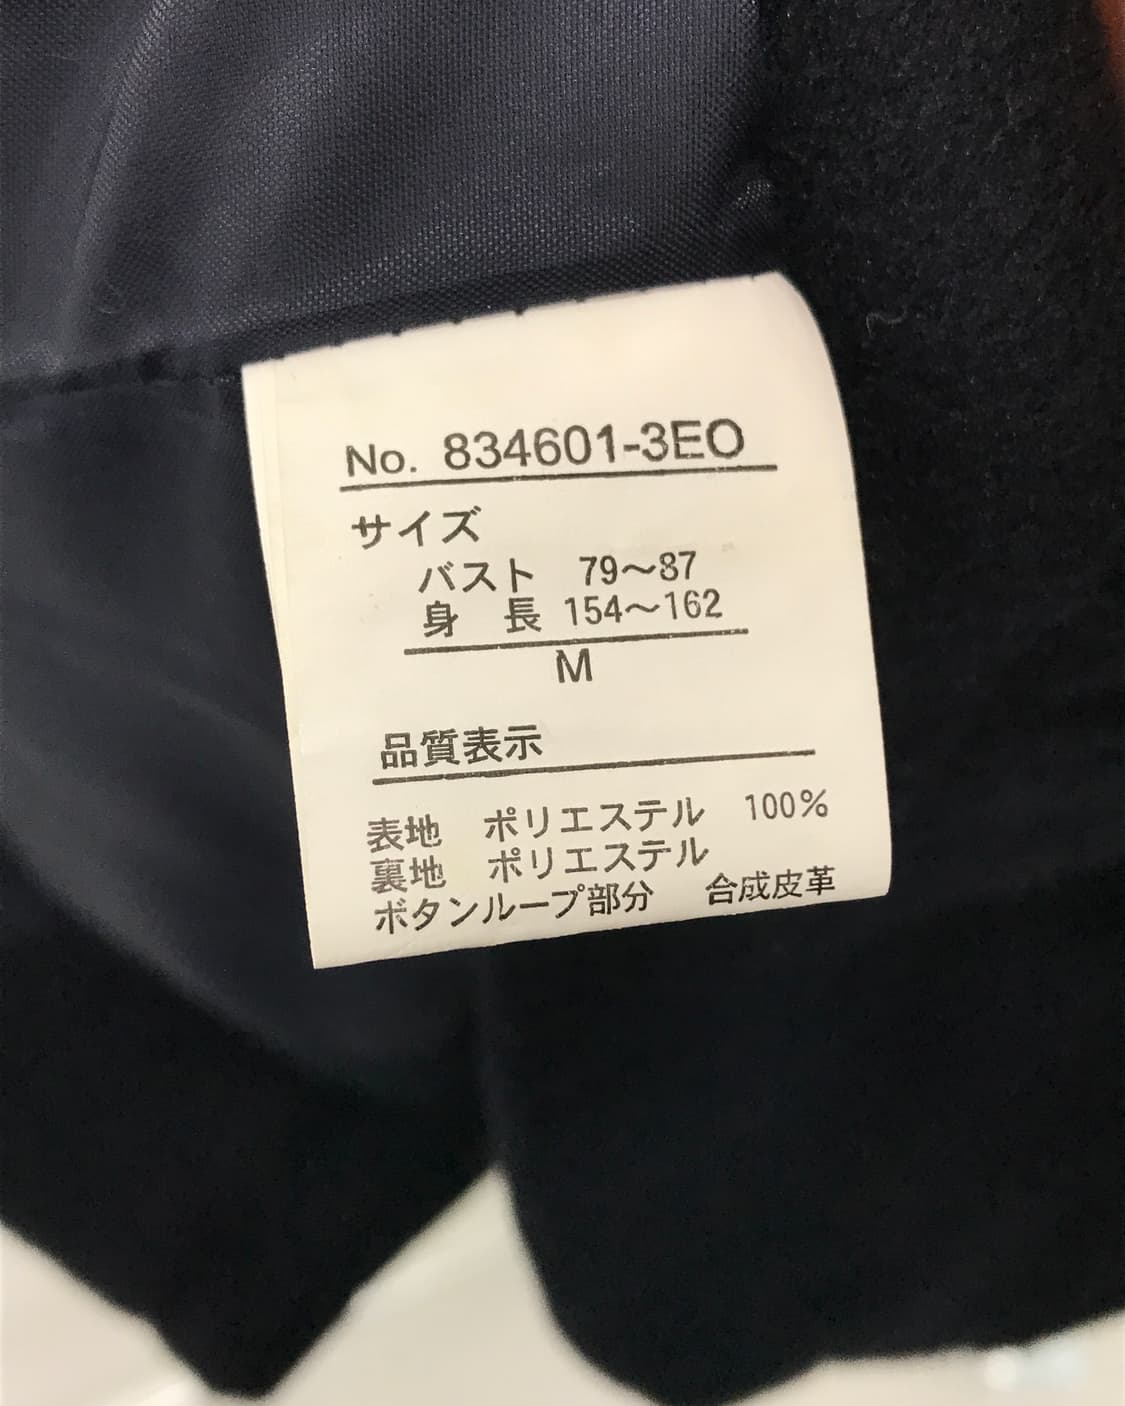 No. 834601-3EO
サイズ
バスト 79〜87
身 長 154〜162
M
品質表示
表地 ポリエステル 100%
裏地 ポリエステル
ボタンループ部分 合成皮革